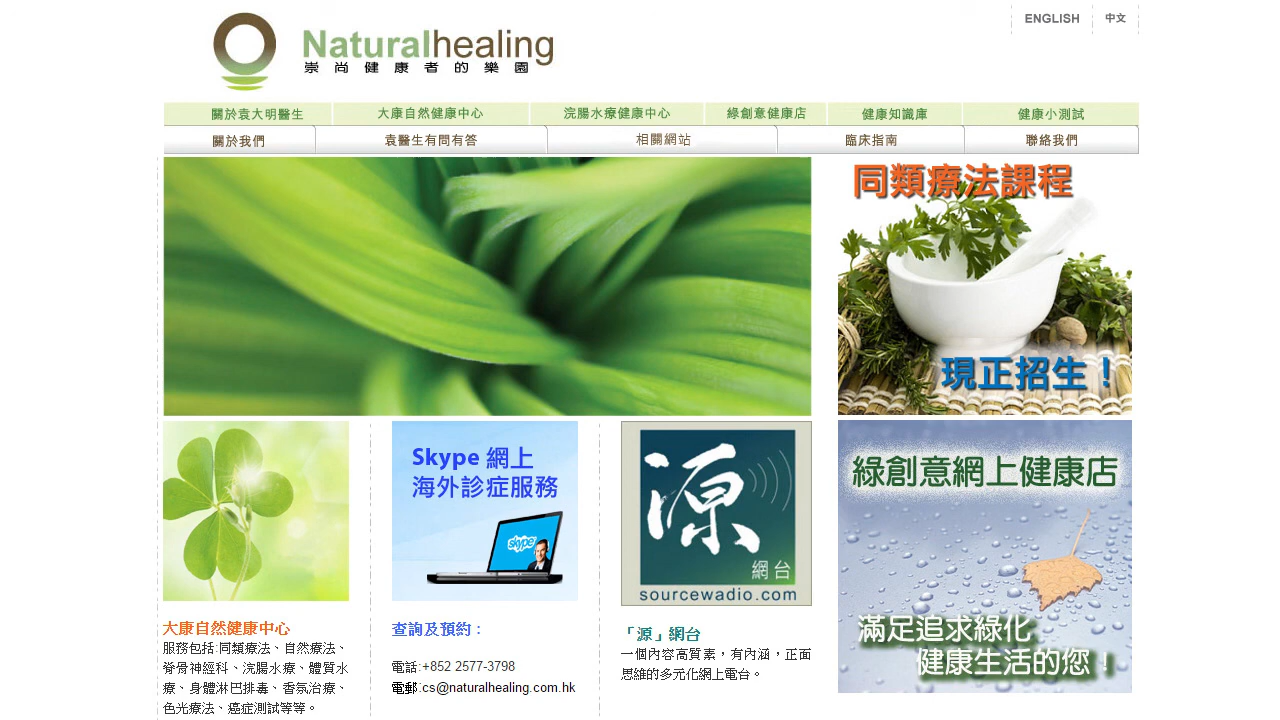 ENGLISH 中文
Naturalhealing
崇尚健康者的樂園
關於袁大明醫生 大康自然健康中心 浣腸水療健康中心 綠創意健康店 健康知識庫 健康小測試
關於我們 袁醫生有問有答 相關網站 臨床指南 聯絡我們
同類療法課程
現正招生！
Skype 網上
海外診症服務
skype
源
網台
sourcewadio.com
綠創意網上健康店
滿足追求綠化
健康生活的您！
大康自然健康中心
服務包括:同類療法、自然療法、
脊骨神經科、浣腸水療、體質水
療、身體淋巴排毒、香氛治療、
色光療法、癌症測試等等。
查詢及預約：
電話:+852 2577-3798
電郵:cs@naturalhealing.com.hk
「源」網台
一個內容高質素，有內涵，正面
思維的多元化網上電台。